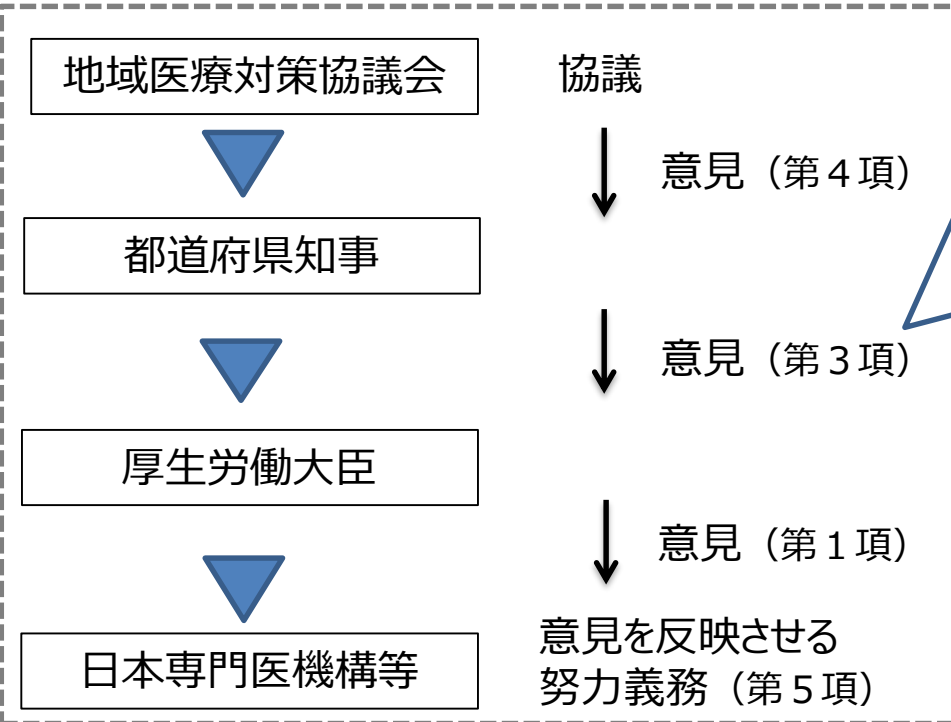 地域医療対策協議会
協議
意見（第４項）
都道府県知事
意見（第３項）
厚生労働大臣
意見（第１項）
日本専門医機構等
意見を反映させる
努力義務（第５項）